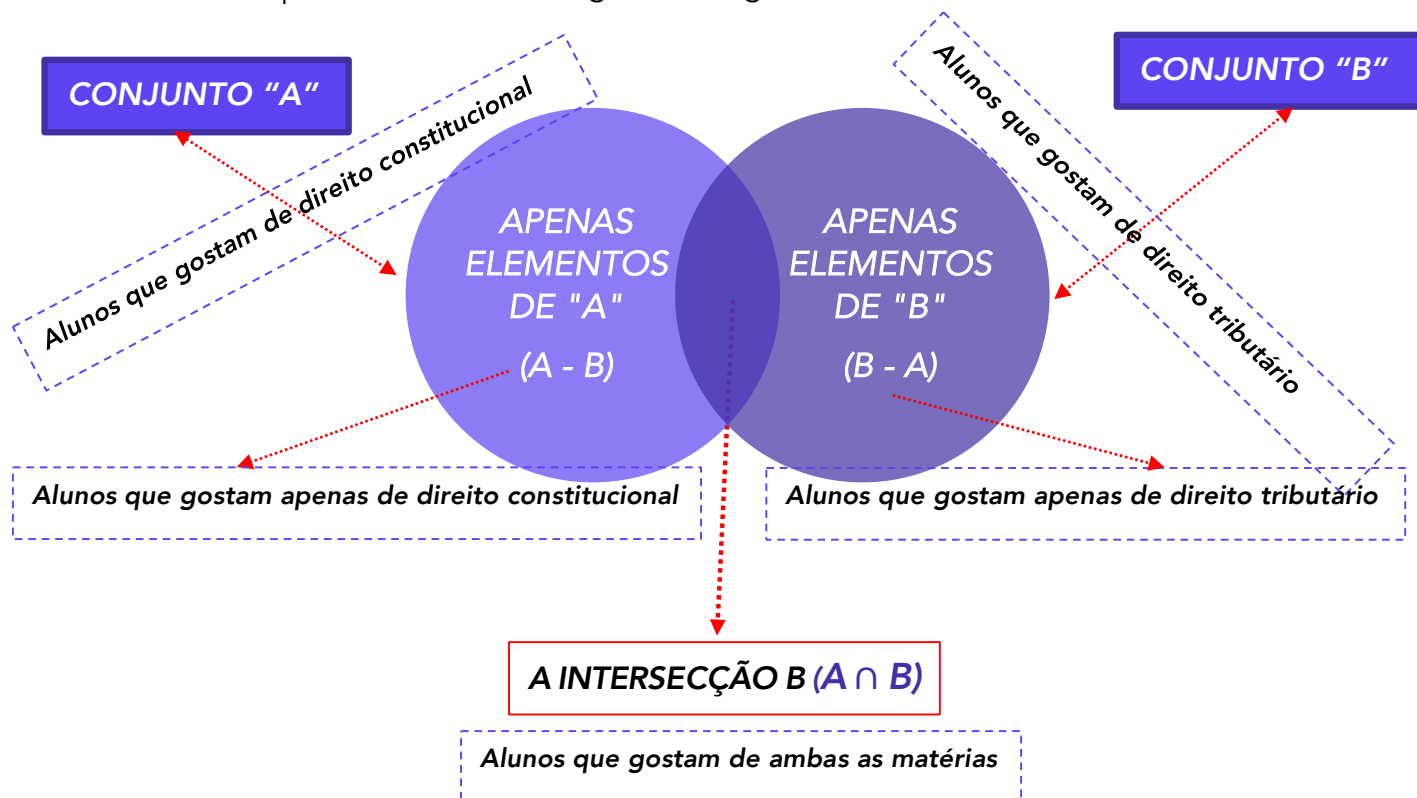 CONJUNTO “A”
CONJUNTO “B”
Alunos que gostam de direito constitucional
Alunos que gostam de direito tributário
APENAS
ELEMENTOS
DE "A"
(A - B)
APENAS
ELEMENTOS
DE "B"
(B - A)
Alunos que gostam apenas de direito constitucional
Alunos que gostam apenas de direito tributário
A INTERSECÇÃO B (A ∩ B)
Alunos que gostam de ambas as matérias